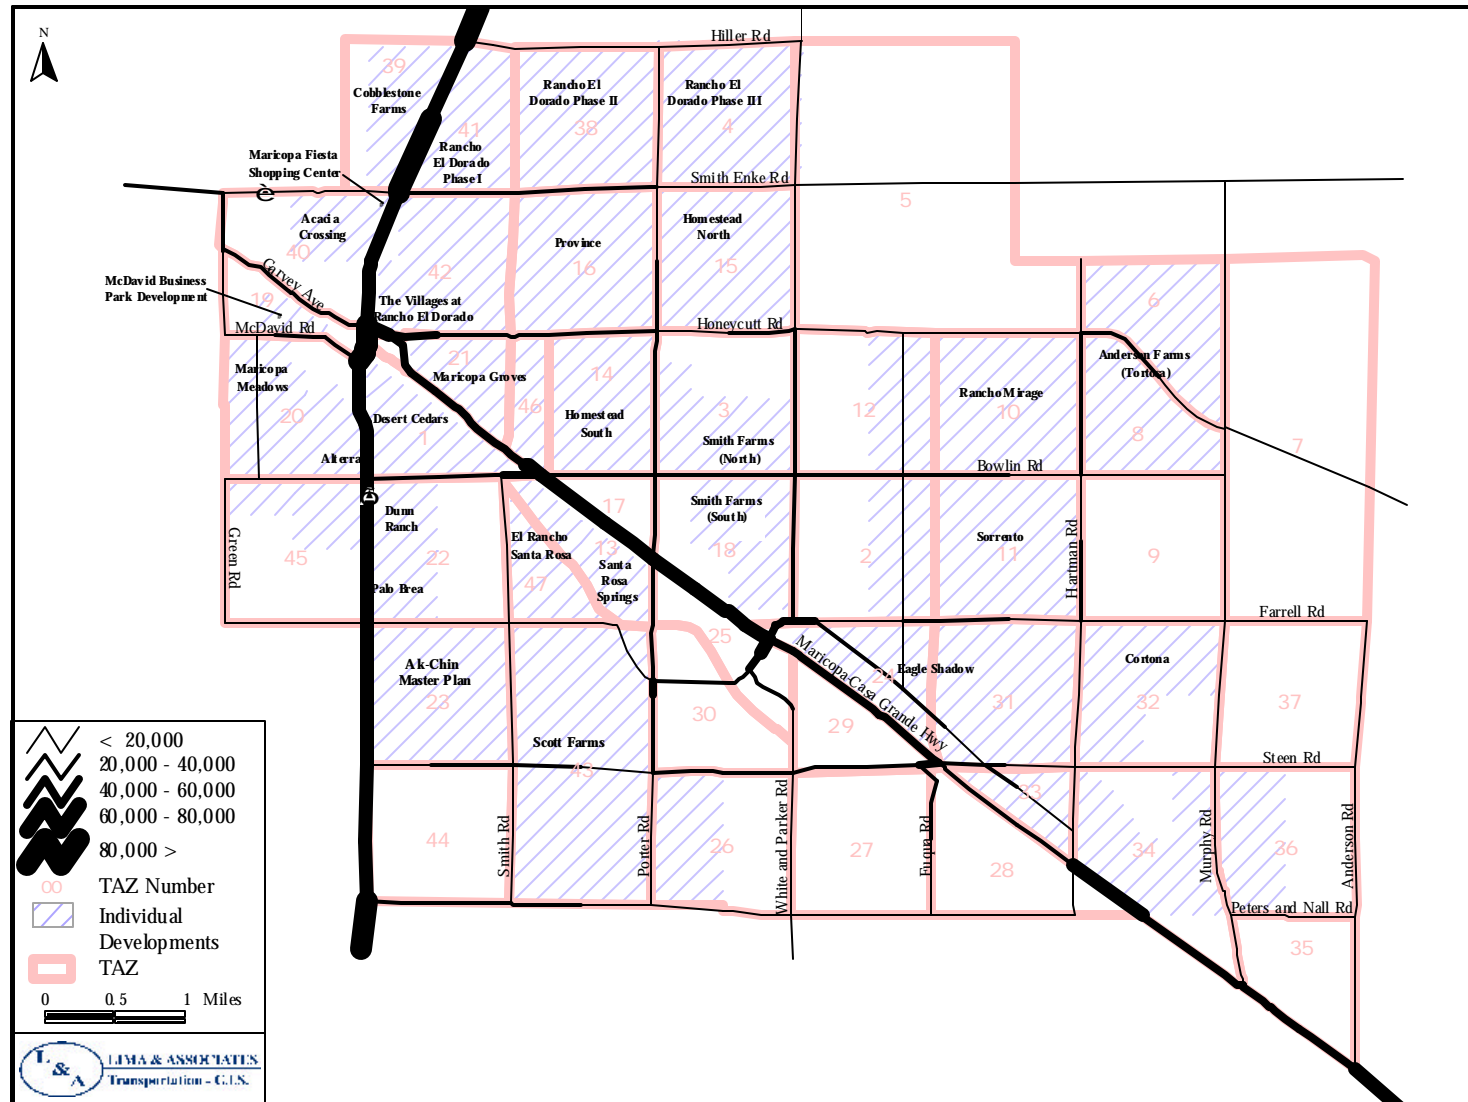 N
Hiller Rd
39
Cobblestone
Farms
41
Rancho
El Dorado
Phase I
Rancho El
Dorado Phase II
38
Rancho El
Dorado Phase III
4
Maricopa Fiesta
Shopping Center
Smith Enke Rd
5
Acacia
Crossing
40
42
Province
16
Homestead
North
15
McDavid Business
Park Development
Garvey Ave
19
The Villages at
Rancho El Dorado
McDavid Rd
Honeycutt Rd
6
Maricopa
Meadows
20
21
Maricopa Groves
46
14
Homestead
South
3
Smith Farms
(North)
12
Rancho Mirage
10
Anderson Farms
(Tortosa)
8
7
Desert Cedars
1
Alterra
Bowlin Rd
Green Rd
45
Dunn
Ranch
22
Palo Brea
El Rancho
Santa Rosa
47
17
13
Santa
Rosa
Springs
Smith Farms
(South)
18
2
Sorrento
11
Hartman Rd
9
Farrell Rd
Ak-Chin
Master Plan
23
25
30
Maricopa-Casa Grande Hwy
24
Eagle Shadow
29
31
Cortona
32
37
Scott Farms
43
Steen Rd
44
Smith Rd
Porter Rd
26
White and Parker Rd
27
Fuqua Rd
28
33
34
Murphy Rd
36
Anderson Rd
Peters and Nall Rd
35
< 20,000
20,000 - 40,000
40,000 - 60,000
60,000 - 80,000
80,000 >
00 TAZ Number
Individual
Developments
TAZ
0 0.5 1 Miles
L & A
LIMA & ASSOCIATES
Transportation - G.I.S.